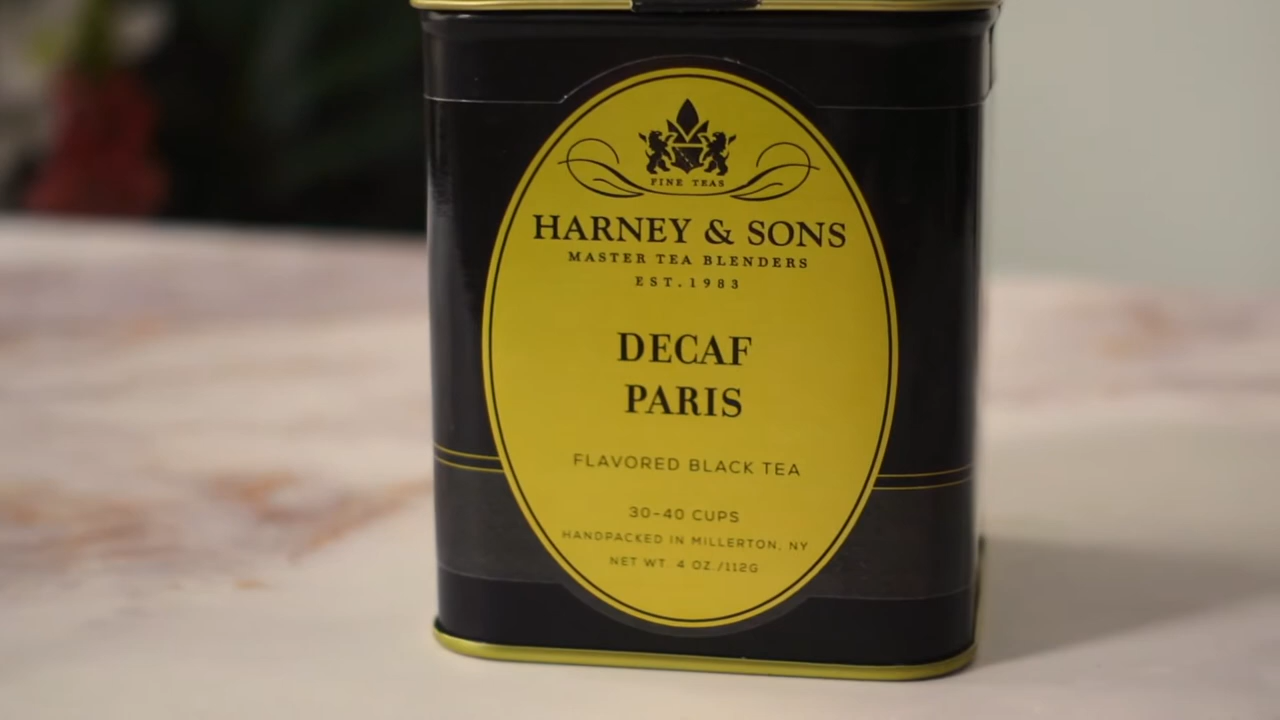 FINE TEAS
HARNEY & SONS
MASTER TEA BLENDERS
EST. 1983
DECAF
PARIS
FLAVORED BLACK TEA
30-40 CUPS
HANDPACKED IN MILLERTON, NY
NET WT. 4 OZ./112G